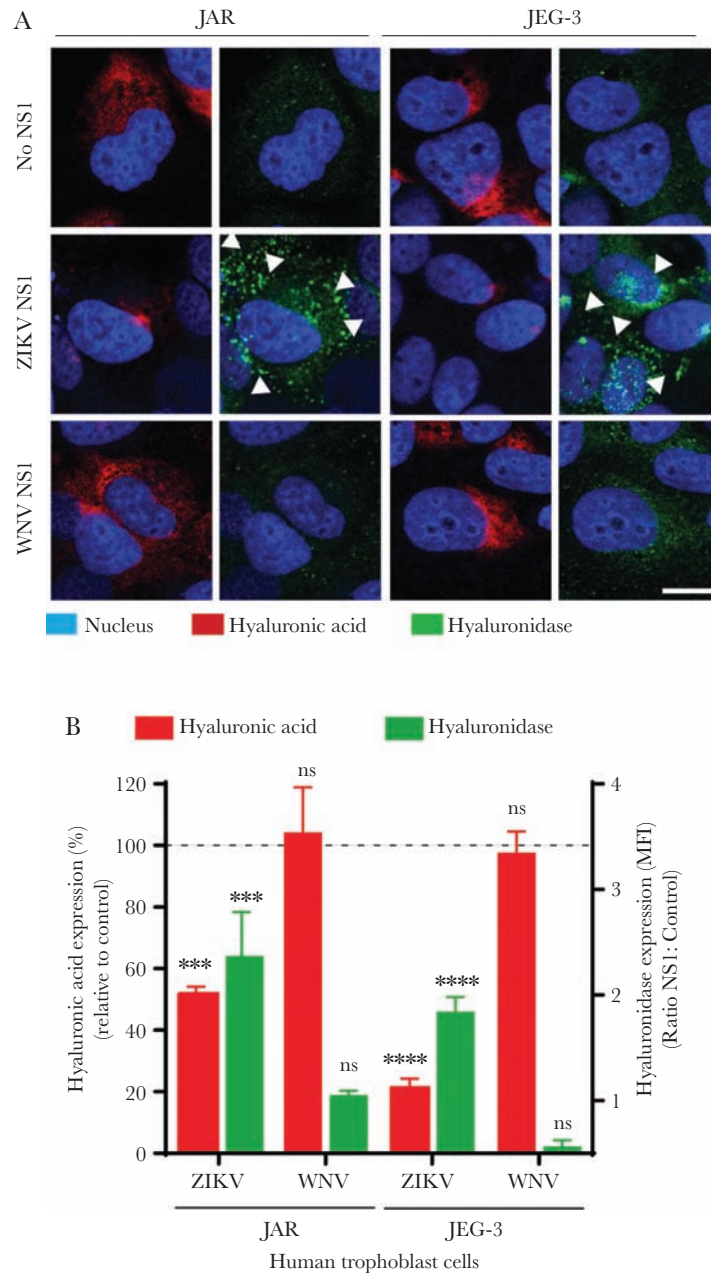 A
JAR JEG-3
No NS1
ZIKV NS1
WNV NS1
Nucleus Hyaluronic acid Hyaluronidase
B
Hyaluronic acid Hyaluronidase
Hyaluronic acid expression (%)
(relative to control)
120
100
80
60
40
20
0
***
***
ns
ns
****
****
ns
ns
4
3
2
1
Hyaluronidase expression (MFI)
(Ratio NS1: Control)
ZIKV WNV ZIKV WNV
JAR JEG-3
Human trophoblast cells